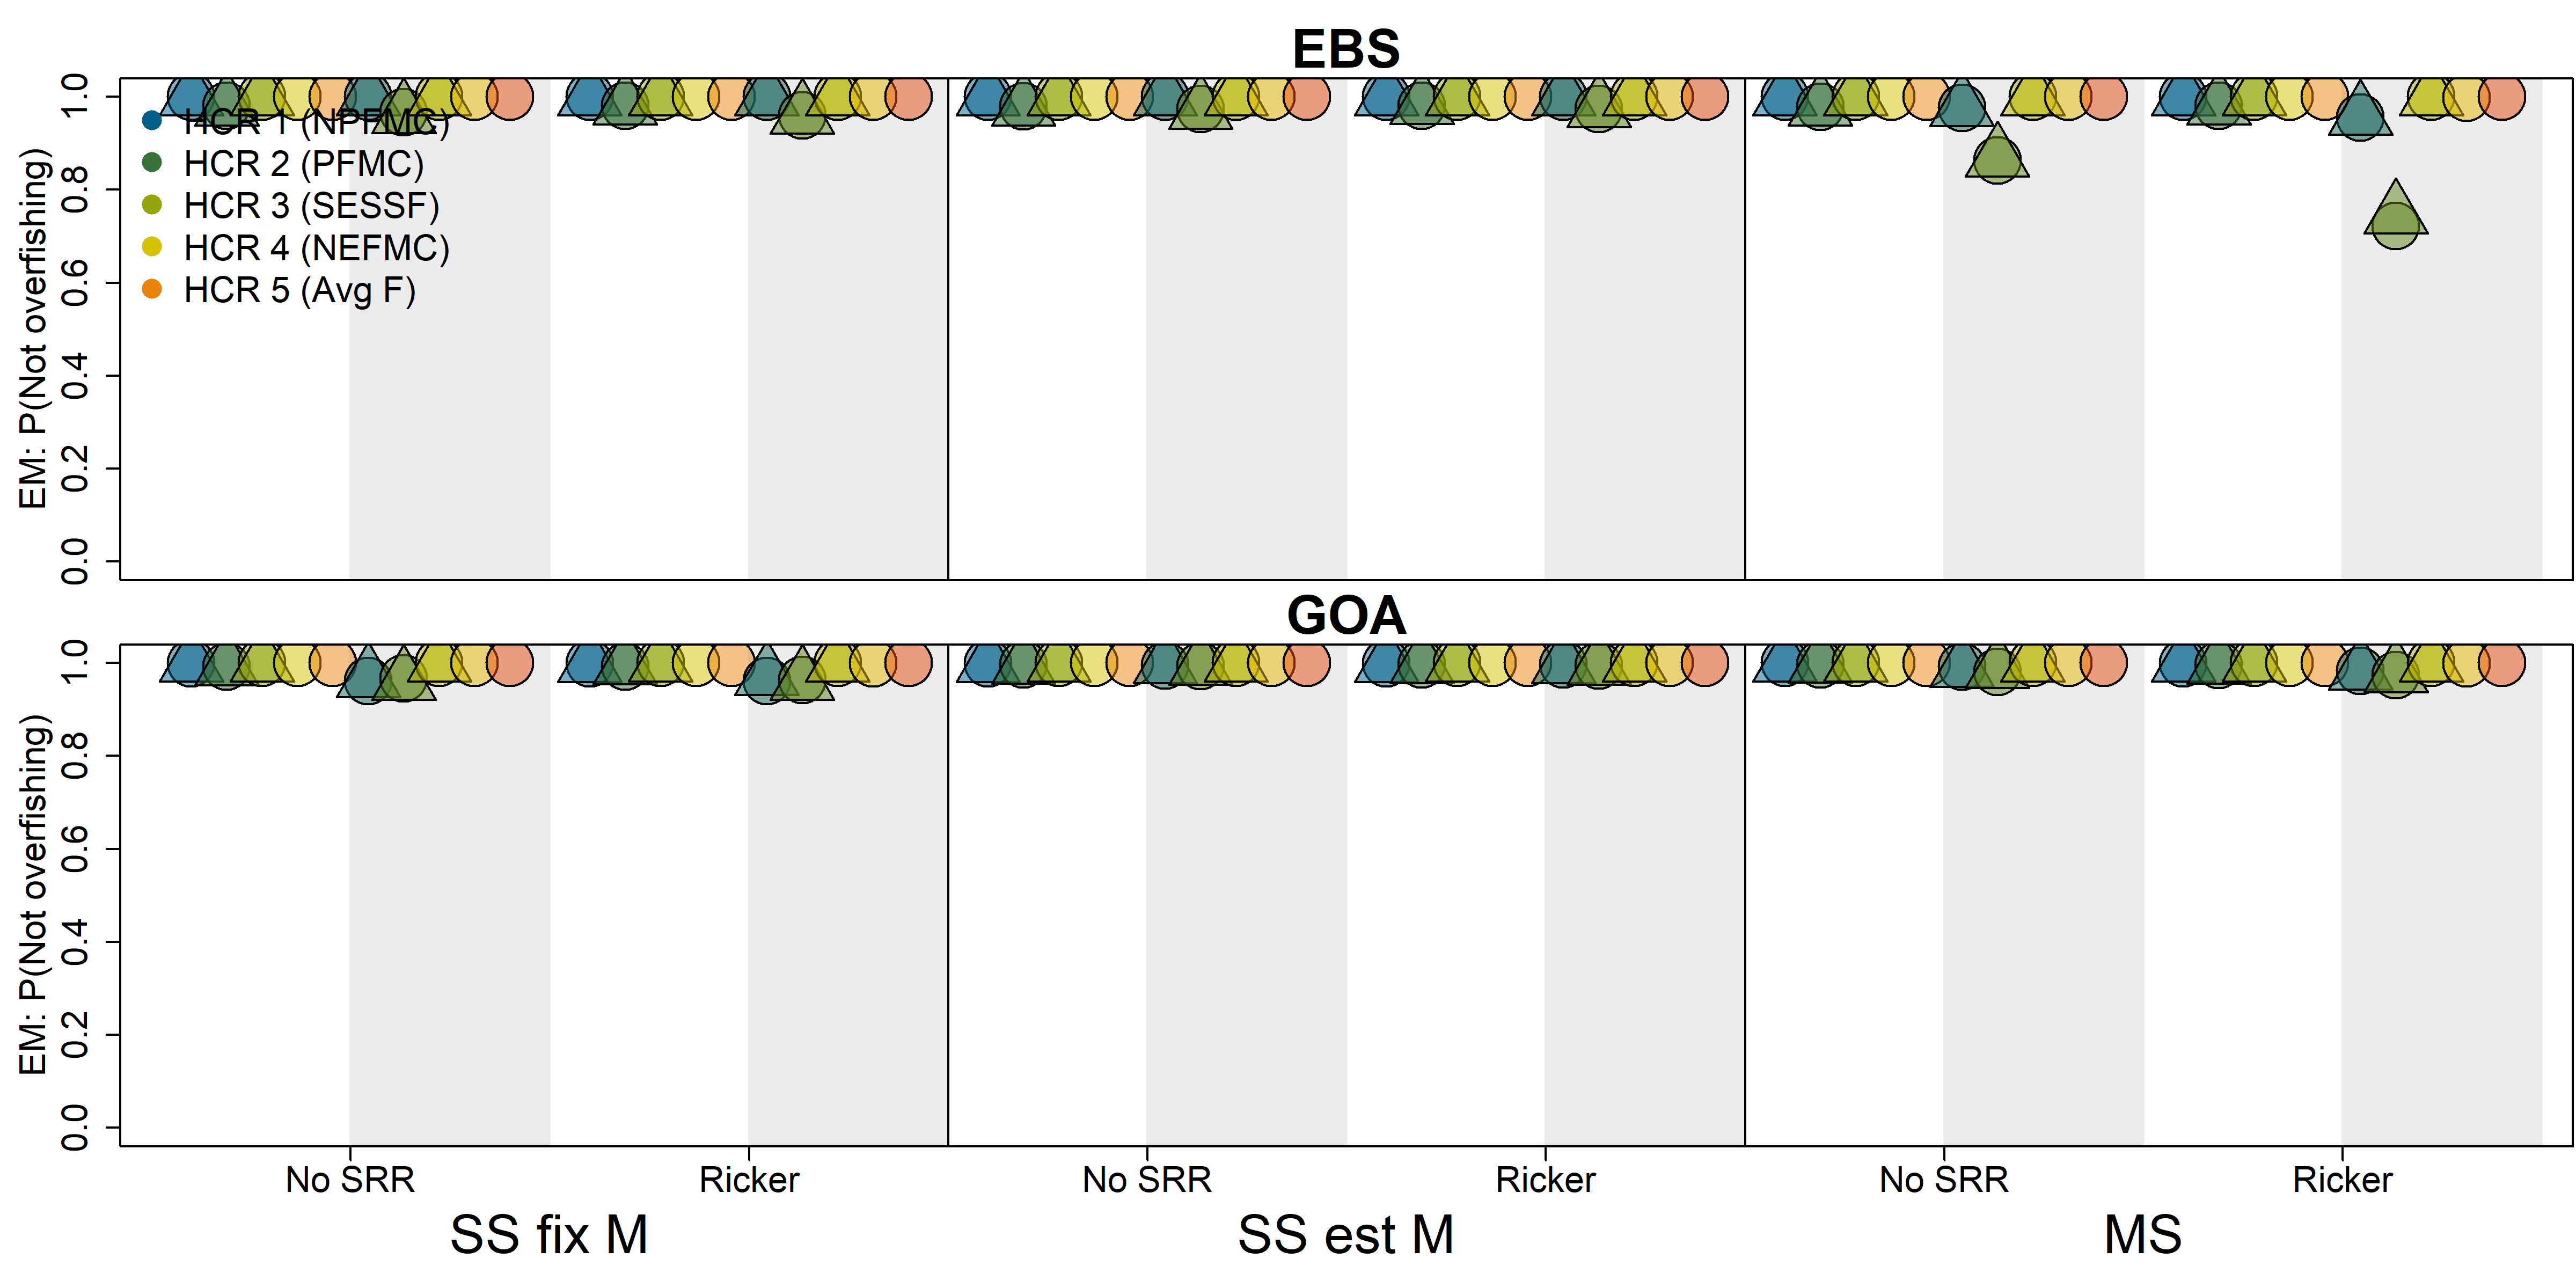 EBS
EM: P(Not overfishing)
1.0
0.8
0.6
0.4
0.2
0.0
HCR 1 (NPFMC)
HCR 2 (PFMC)
HCR 3 (SESSF)
HCR 4 (NEFMC)
HCR 5 (Avg F)
GOA
EM: P(Not overfishing)
1.0
0.8
0.6
0.4
0.2
0.0
No SRR Ricker No SRR Ricker No SRR Ricker
SS fix M SS est M MS